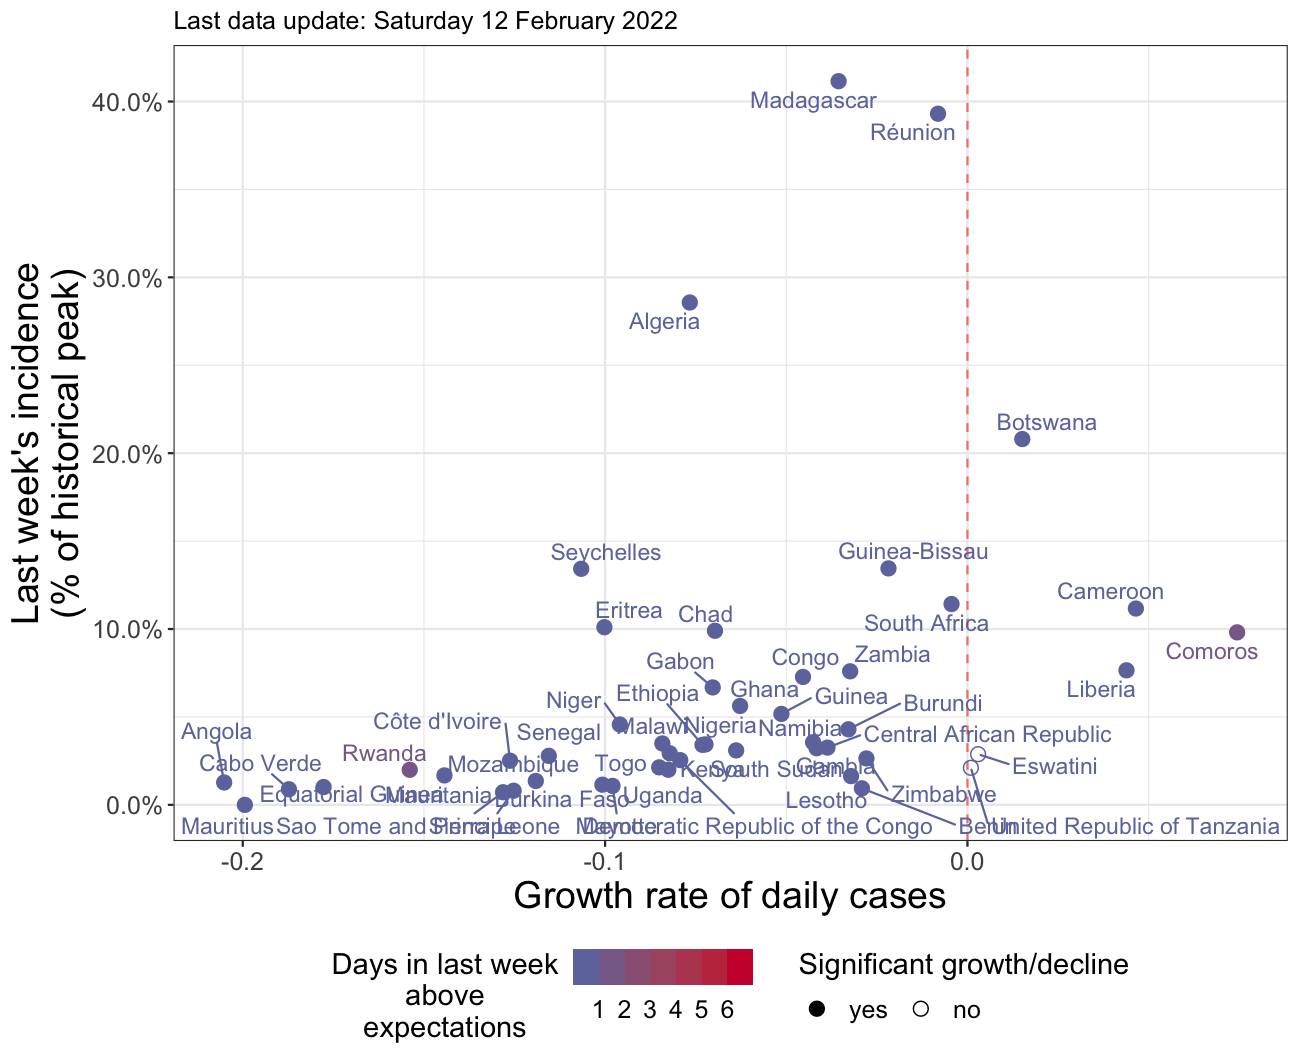 Last data update: Saturday 12 February 2022
Last week's incidence
(% of historical peak)
40.0%
30.0%
20.0%
10.0%
0.0%
Madagascar
Réunion
Algeria
Botswana
Seychelles
Guinea-Bissau
Cameroon
Eritrea
Chad
South Africa
Comoros
Congo
Zambia
Gabon
Liberia
Ethiopia
Ghana
Guinea
Niger
Burundi
Côte d'Ivoire
Senegal
Malawi
Nigeria
Namibia
Angola
Central African Republic
Rwanda
Cabo Verde
Mozambique
Togo
Kenya
South Sudan
Gambia
Eswatini
Equatorial Guinea
Mauritania
Burkina Faso
Uganda
Lesotho
Zimbabwe
Mauritius
Sao Tome and Principe
Sierra Leone
Mayotte
Democratic Republic of the Congo
Benin
United Republic of Tanzania
-0.2
-0.1
0.0
Growth rate of daily cases
Days in last week
above
expectations
1 2 3 4 5 6
Significant growth/decline
yes
no